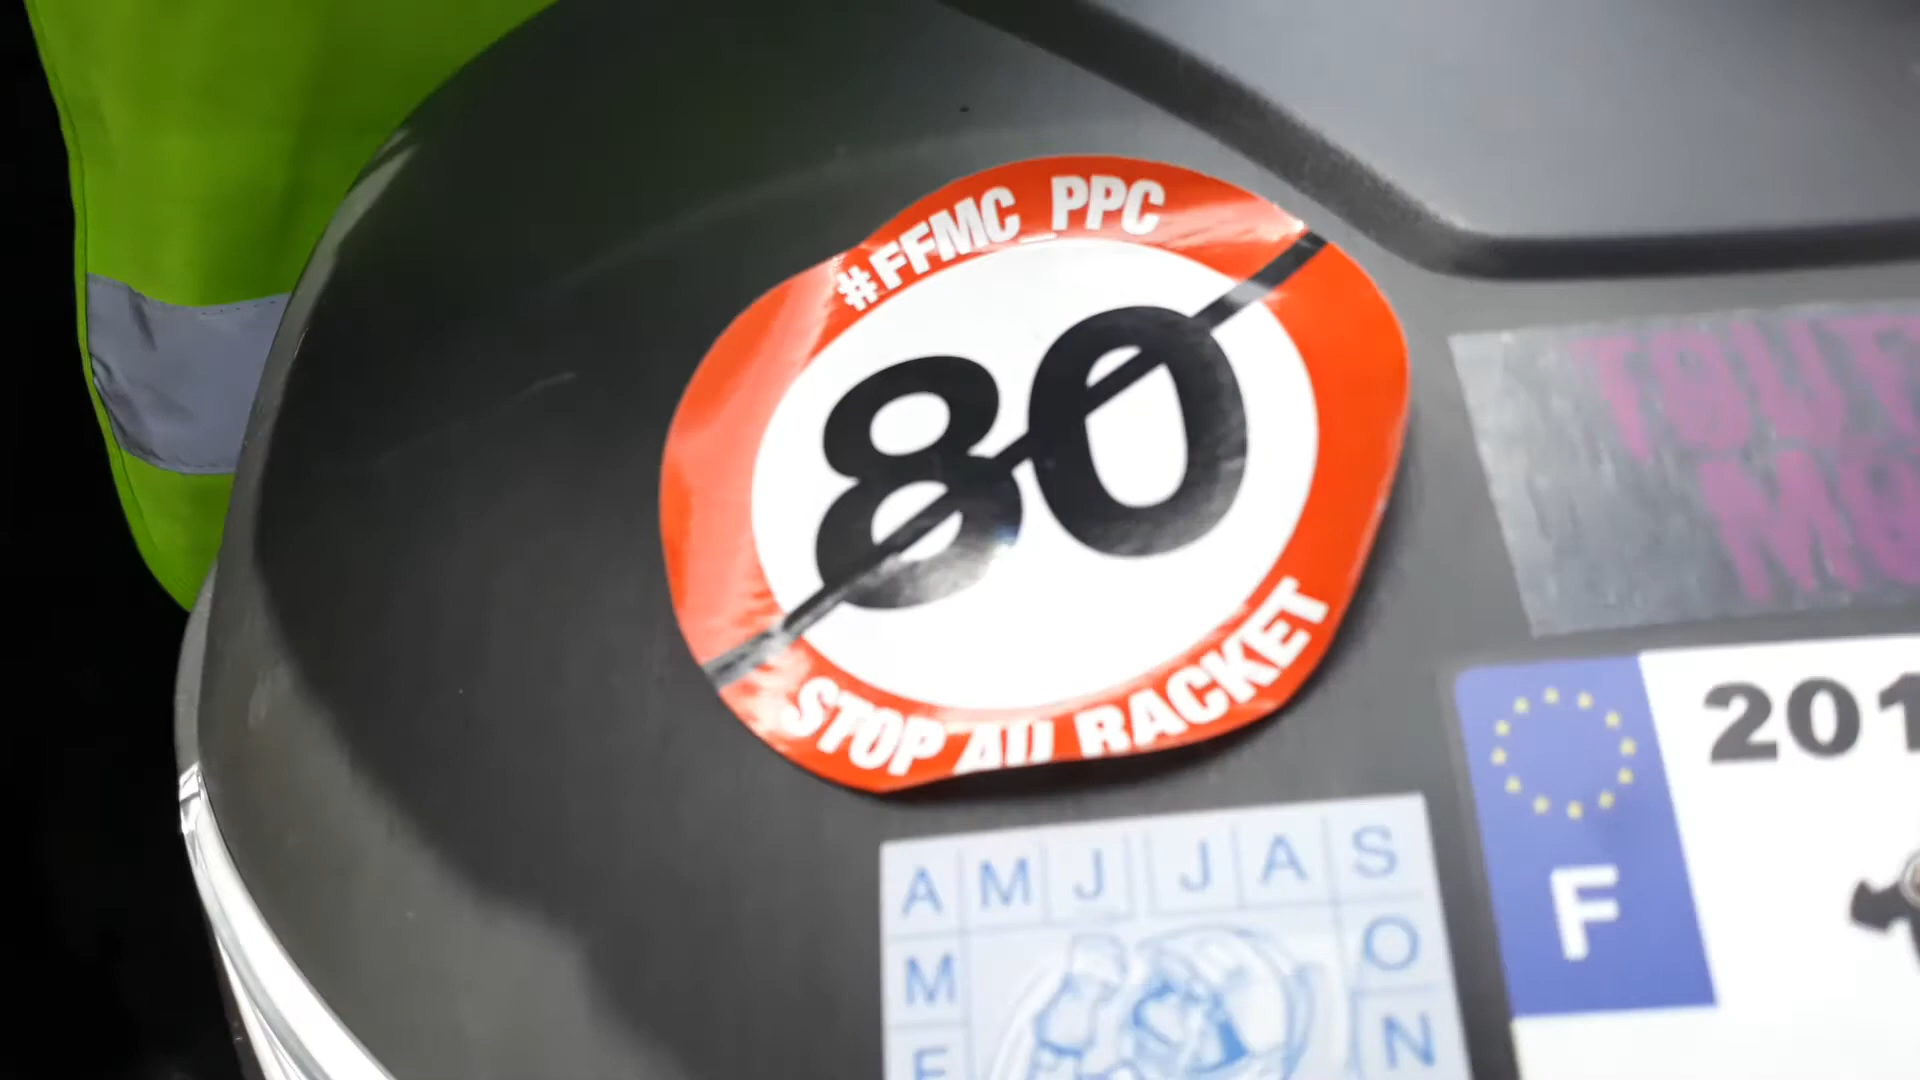 #FFMC_PPC
80
STOP AU RACKET
A M J J A S
M
O
N
201
F